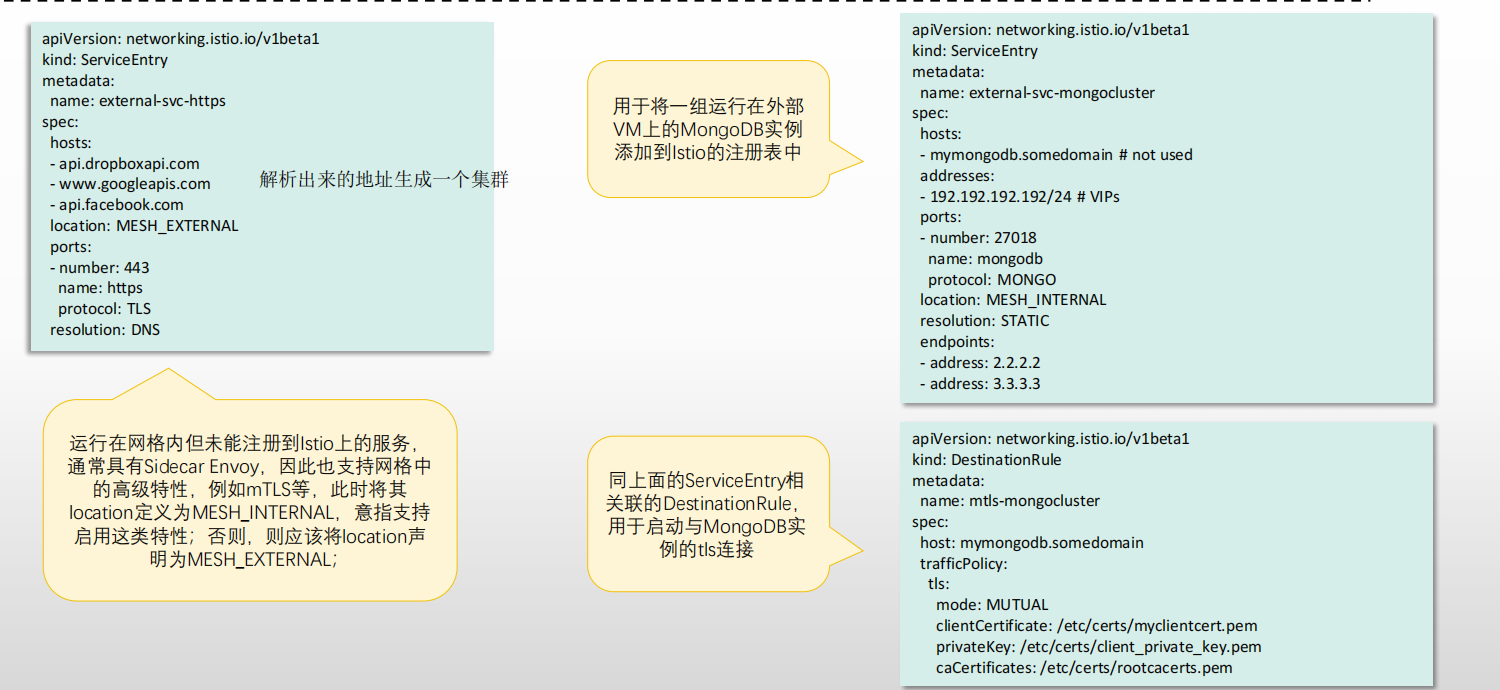 apiVersion: networking.istio.io/v1beta1
kind: ServiceEntry
metadata:
  name: external-svc-https
spec:
  hosts:
  - api.dropboxapi.com
  - www.googleapis.com
  - api.facebook.com
  location: MESH_EXTERNAL
  ports:
  - number: 443
    name: https
    protocol: TLS
  resolution: DNS
解析出来的地址生成一个集群
运行在网格内但未能注册到Istio上的服务，
通常具有Sidecar Envoy，因此也支持网格中
的高级特性，例如mTLS等，此时将其
location定义为MESH_INTERNAL，意指支持
启用这类特性；否则，则应该将location声
明为MESH_EXTERNAL；
用于将一组运行在外部
VM上的MongoDB实例
添加到Istio的注册表中
apiVersion: networking.istio.io/v1beta1
kind: ServiceEntry
metadata:
  name: external-svc-mongocluster
spec:
  hosts:
  - mymongodb.somedomain # not used
  addresses:
  - 192.192.192.192/24 # VIPs
  ports:
  - number: 27018
    name: mongodb
    protocol: MONGO
  location: MESH_INTERNAL
  resolution: STATIC
  endpoints:
  - address: 2.2.2.2
  - address: 3.3.3.3
同上面的ServiceEntry相
关联的DestinationRule，
用于启动与MongoDB实
例的tls连接
apiVersion: networking.istio.io/v1beta1
kind: DestinationRule
metadata:
  name: mtls-mongocluster
spec:
  host: mymongodb.somedomain
  trafficPolicy:
    tls:
      mode: MUTUAL
      clientCertificate: /etc/certs/myclientcert.pem
      privateKey: /etc/certs/client_private_key.pem
      caCertificates: /etc/certs/rootcacerts.pem